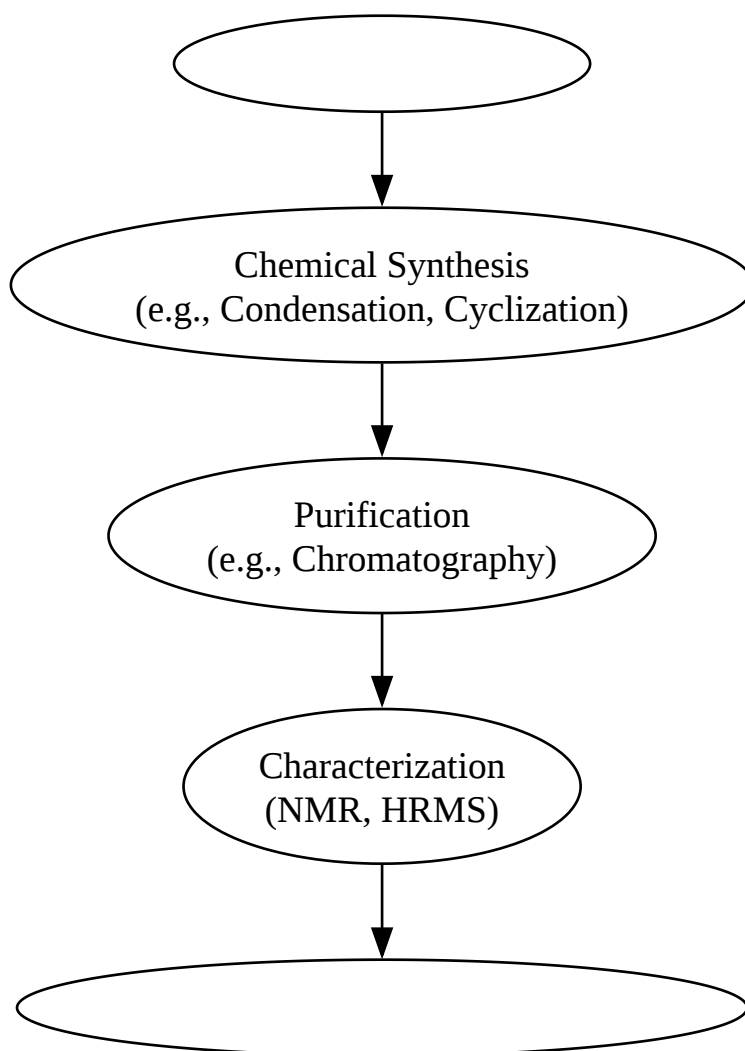 Chemical Synthesis
(e.g., Condensation, Cyclization)
Purification
(e.g., Chromatography)
Characterization
(NMR, HRMS)